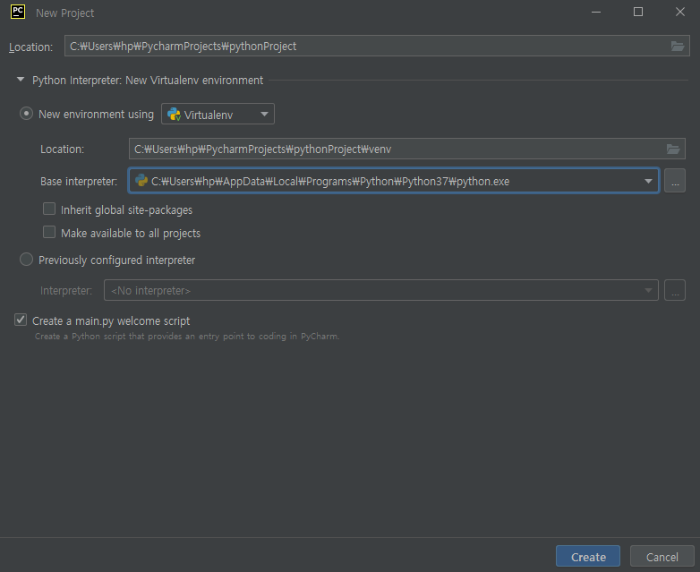 PC New Project
Location: C:₩Users₩hp₩PycharmProjects₩pythonProject
Python Interpreter: New Virtualenv environment
New environment using Virtualenv
Location: C:₩Users₩hp₩PycharmProjects₩pythonProject₩venv
Base interpreter: C:₩Users₩hp₩AppData₩Local₩Programs₩Python₩Python37₩python.exe ...
Inherit global site-packages
Make available to all projects
Previously configured interpreter
Interpreter: <No interpreter> ...
Create a main.py welcome script
Create a Python script that provides an entry point to coding in PyCharm.
Create Cancel